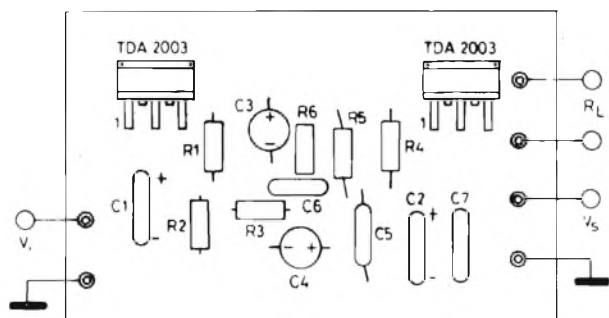 TDA 2003 TDA 2003
1 1
C3 + -
R6 R5
R1 R4
RL
C1 + -
R2 R3 C6
C2 + - C7
C5
- + C4
Vi
VS